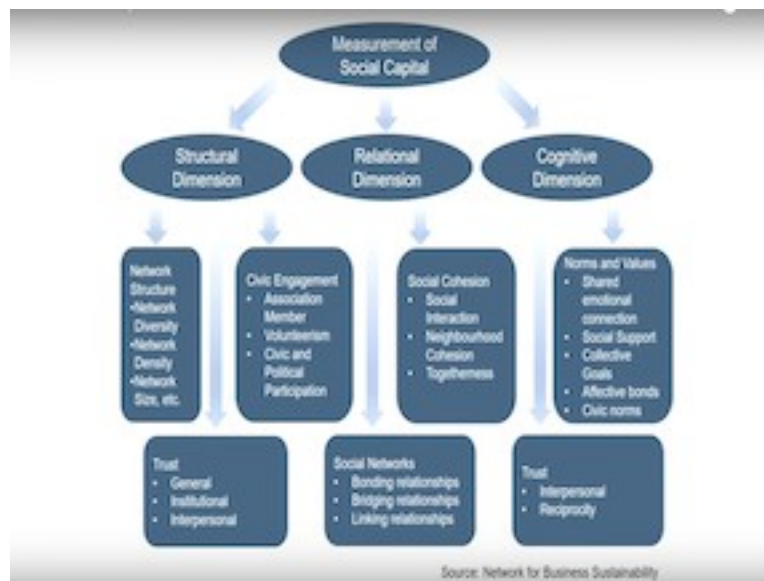 Measurement of
Social Capital
Structural
Dimension
Relational
Dimension
Cognitive
Dimension
Network
Structure
•Network
Diversity
•Network
Density
•Network
Size, etc.
Civic Engagement
• Association
Member
• Volunteerism
• Civic and
Political
Participation
Social Cohesion
• Social
Interaction
• Neighbourhood
Cohesion
• Togetherness
Norms and Values
• Shared
emotional
connection
• Social Support
• Collective
Goals
• Affective bonds
• Civic norms
Trust
• General
• Institutional
• Interpersonal
Social Networks
• Bonding relationships
• Bridging relationships
• Linking relationships
Trust
• Interpersonal
• Reciprocity
Source: Network for Business Sustainability